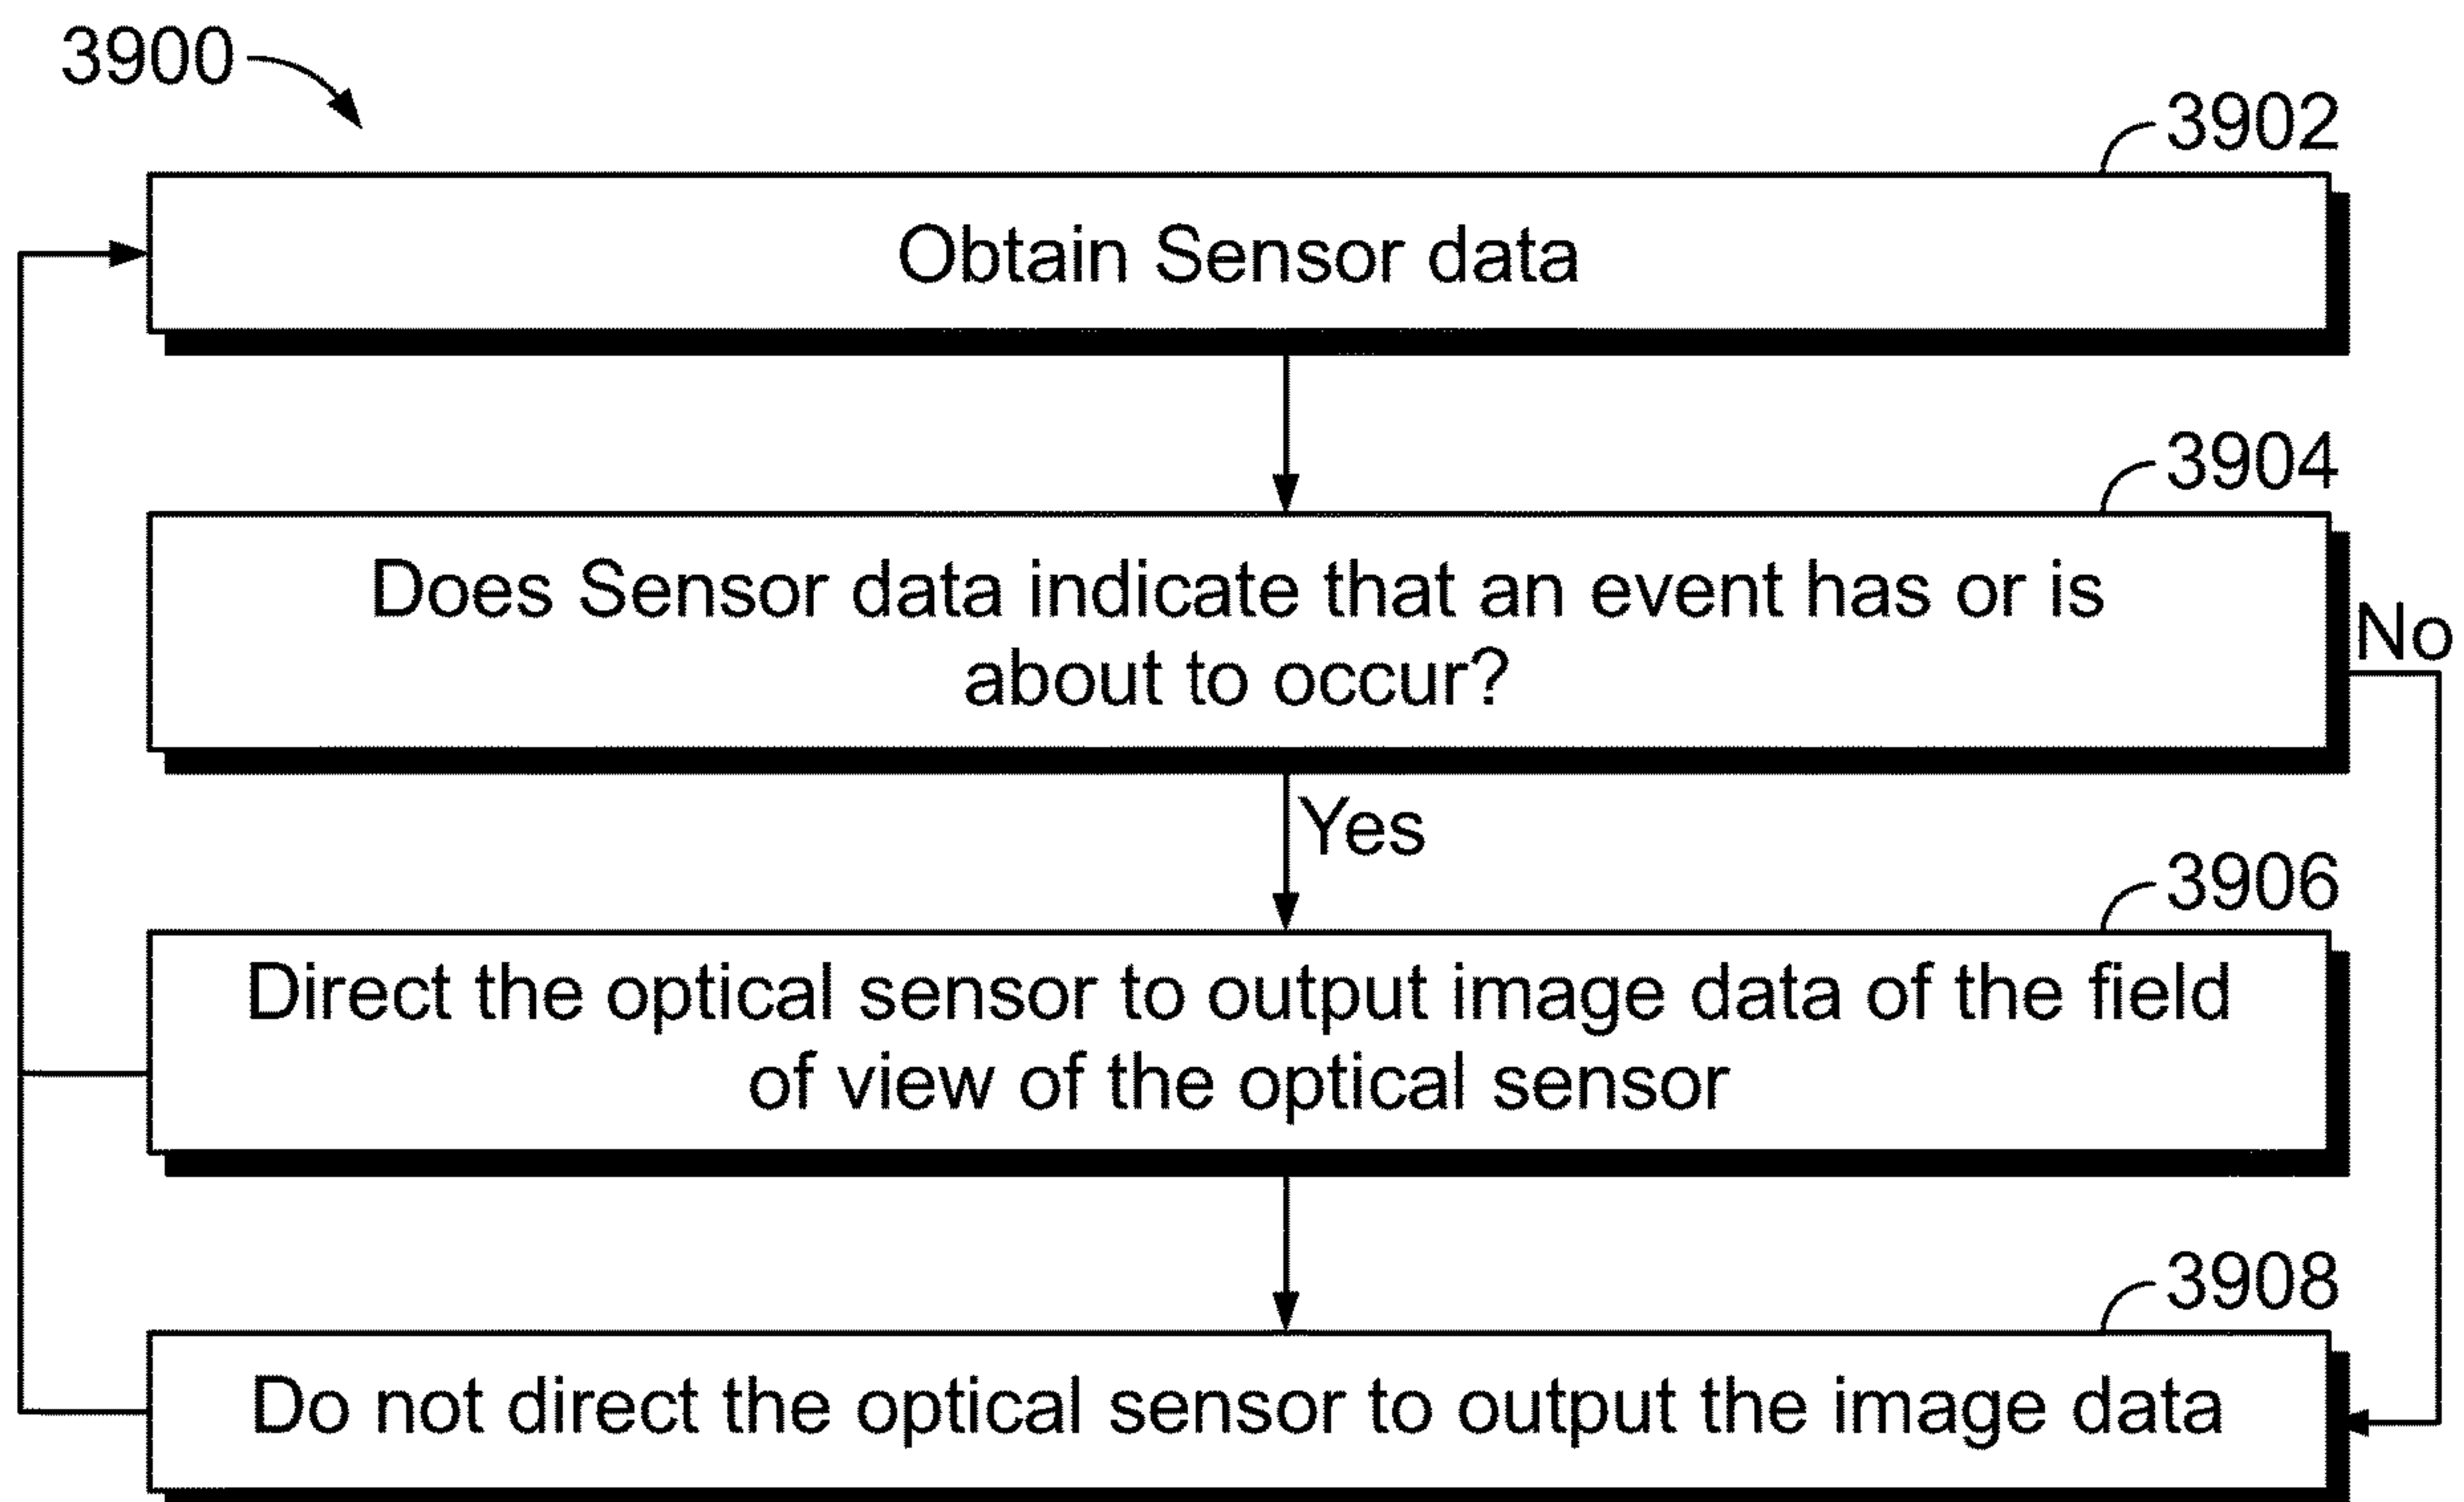 3900
3902
Obtain Sensor data
3904
Does Sensor data indicate that an event has or is
about to occur?
No
Yes
3906
Direct the optical sensor to output image data of the field
of view of the optical sensor
3908
Do not direct the optical sensor to output the image data